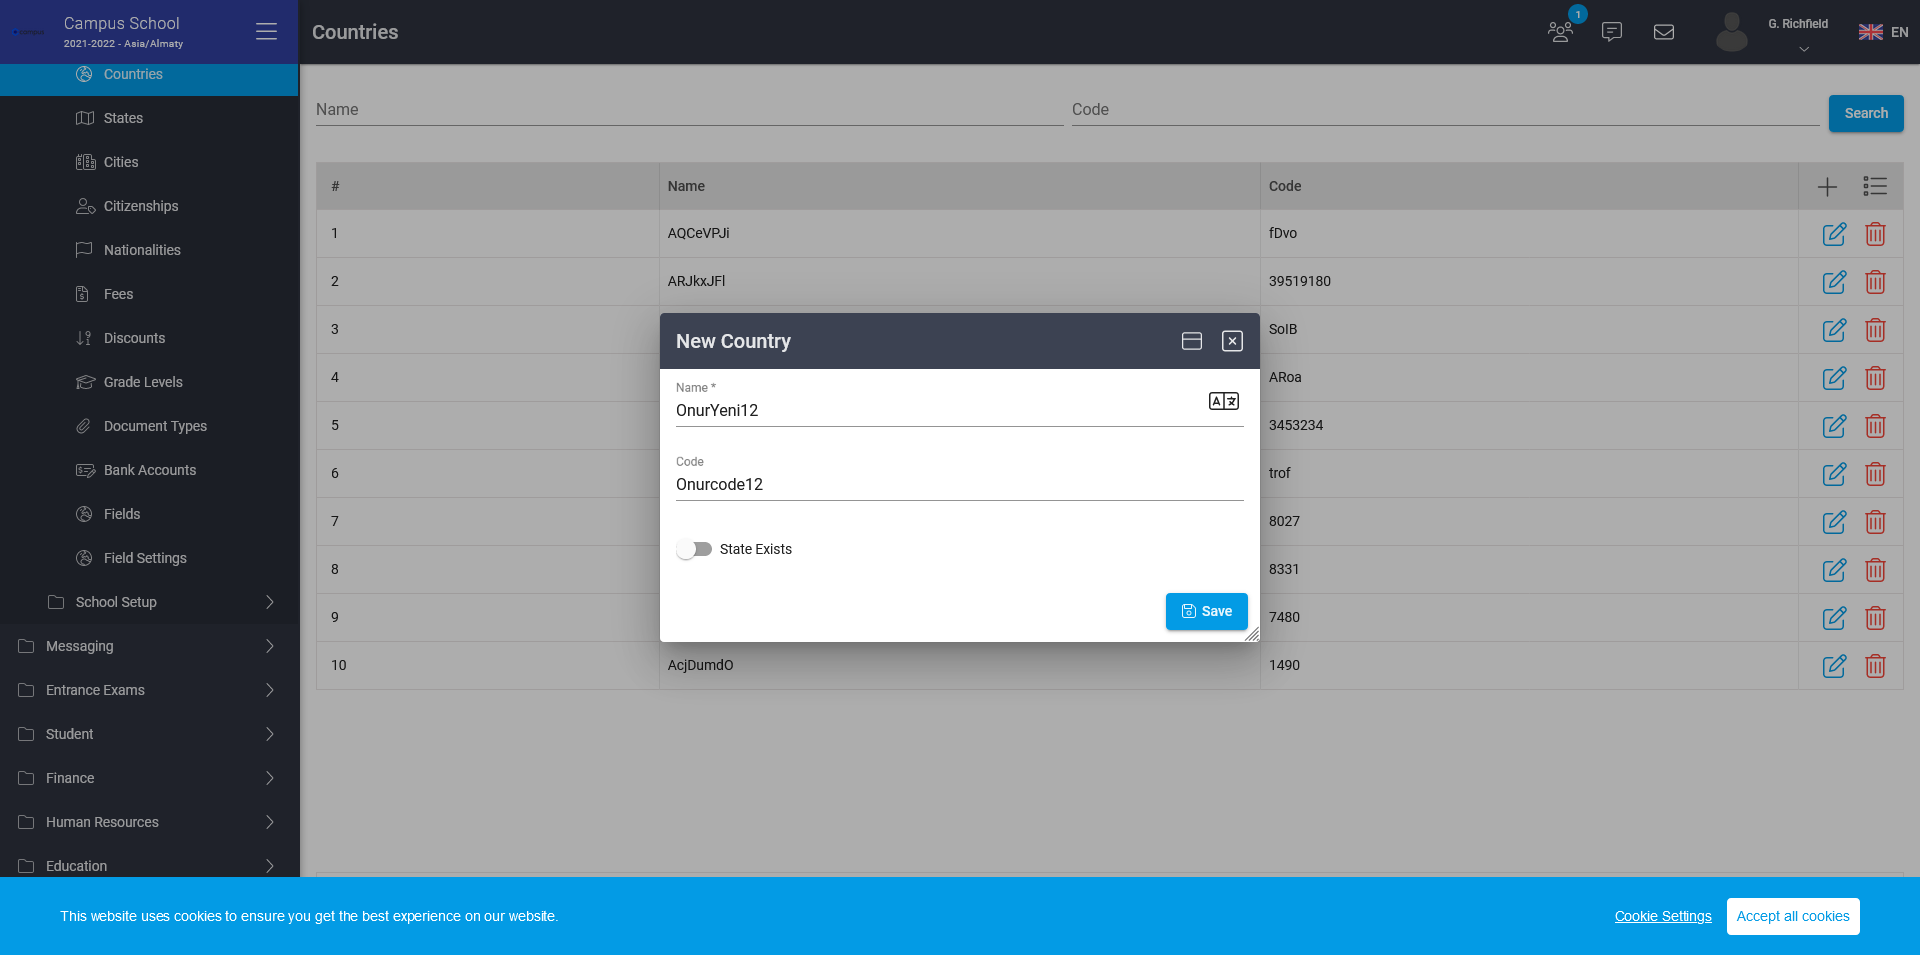 Campus School
2021-2022 - Asia/Almaty
Countries
1
G. Richfield
EN
Countries
States
Cities
Citizenships
Nationalities
Fees
Discounts
Grade Levels
Document Types
Bank Accounts
Fields
Field Settings
School Setup
Messaging
Entrance Exams
Student
Finance
Human Resources
Education
Name Code Search
# Name Code
1 AQCeVPJi fDvo
2 ARJkxJFl 39519180
3 SoIB
4 ARoa
5 3453234
6 trof
7 8027
8 8331
9 7480
10 AcjDumdO 1490
New Country
Name *
OnurYeni12
Code
Onurcode12
State Exists
Save
This website uses cookies to ensure you get the best experience on our website.
Cookie Settings Accept all cookies